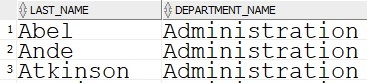 LAST_NAME DEPARTMENT_NAME
1 Abel Administration
2 Ande Administration
3 Atkinson Administration